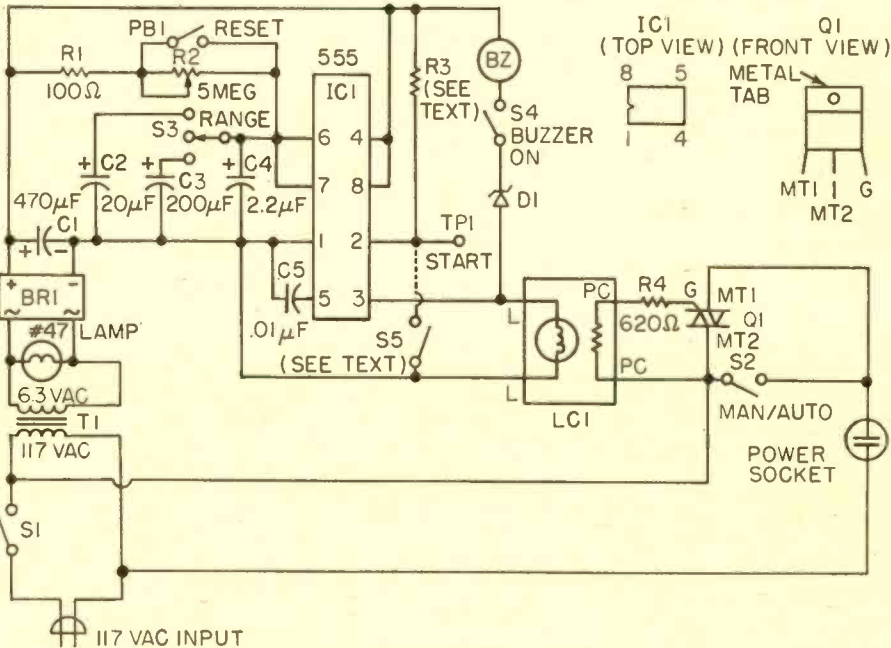 PB1 RESET
R1
100Ω
R2
5 MEG
555
IC1
R3
(SEE
TEXT)
BZ
S4
BUZZER
ON
D1
IC1
(TOP VIEW)
8 5
1 4
Q1
(FRONT VIEW)
METAL
TAB
MT1 G
MT2
S3
RANGE
+ C2
20µF
+ C3
200µF
+ C4
2.2µF
6 4
7 8
1 2
5 3
TP1
START
470µF
C1
+ -
+ -
BR1
~ ~
#47 LAMP
6.3 VAC
T1
117 VAC
C5
.01µF
S5
(SEE TEXT)
L
L
PC
PC
LC1
R4
620Ω
G MT1
Q1
MT2
S2
MAN/AUTO
POWER
SOCKET
S1
117 VAC INPUT